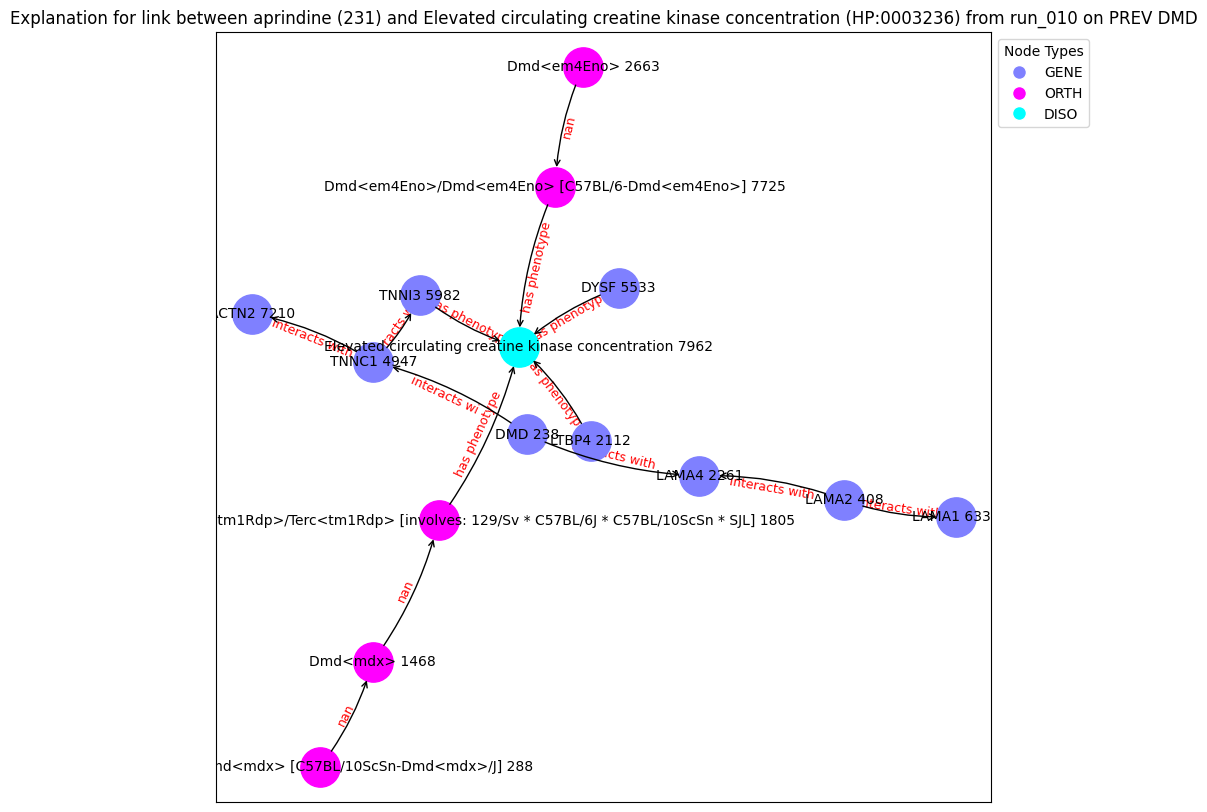 Explanation for link between aprindine (231) and Elevated circulating creatine kinase concentration (HP:0003236) from run_010 on PREV DMD
Node Types
GENE
ORTH
DISO
Dmd<em4Eno> 2663
nan
Dmd<em4Eno>/Dmd<em4Eno> [C57BL/6-Dmd<em4Eno>] 7725
has phenotype
DYSF 5533
TNNI3 5982
CTN2 7210
interacts with
has phenotype
Elevated circulating creatine kinase concentration 7962
TNNC1 4947
interacts wi
has phenotype
DMD 238
LTBP4 2112
cts with
LAMA4 2261
interacts with
LAMA2 408
LAMA1 633
tm1Rdp>/Terc<tm1Rdp> [involves: 129/Sv * C57BL/6J * C57BL/10ScSn * SJL] 1805
nan
Dmd<mdx> 1468
nan
nd<mdx> [C57BL/10ScSn-Dmd<mdx>/J] 288